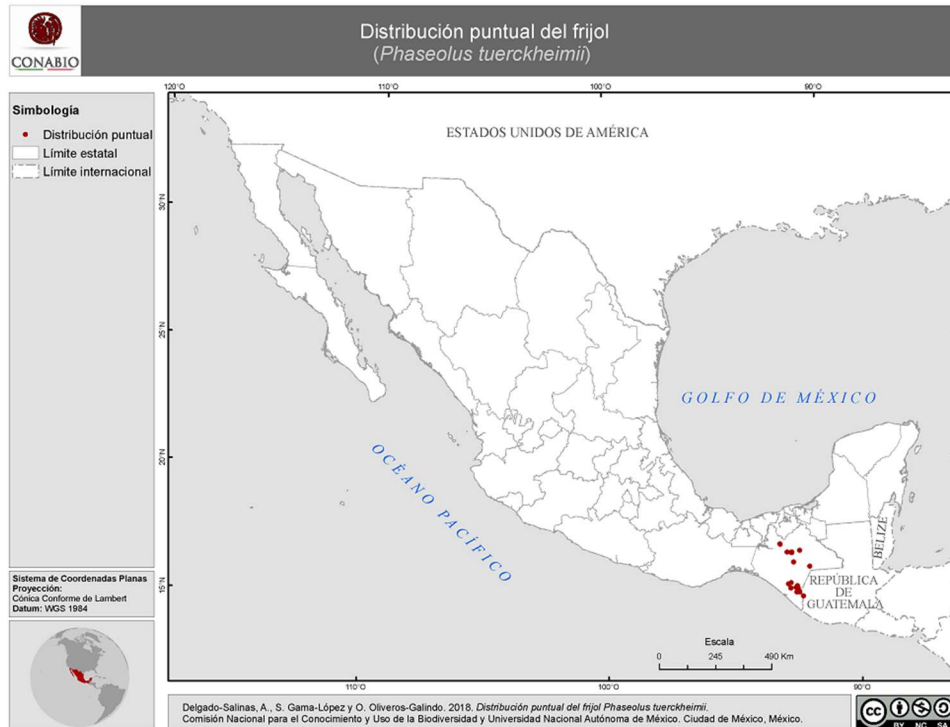 Distribución puntual del frijol
(Phaseolus tuerckheimii)
CONABIO
120°O
110°O
100°O
90°O
Simbología
Distribución puntual
Límite estatal
Límite internacional
ESTADOS UNIDOS DE AMÉRICA
30°N
25°N
20°N
15°N
GOLFO DE MÉXICO
OCÉANO PACÍFICO
BELIZE
REPÚBLICA
DE
GUATEMALA
Sistema de Coordenadas Planas
Proyección:
Cónica Conforme de Lambert
Datum: WGS 1984
Escala
0 245 490 Km
110°O
100°O
90°O
Delgado-Salinas, A., S. Gama-López y O. Oliveros-Galindo. 2018. Distribución puntual del frijol Phaseolus tuerckheimii.
Comisión Nacional para el Conocimiento y Uso de la Biodiversidad y Universidad Nacional Autónoma de México. Ciudad de México, México.
cc
BY NC SA